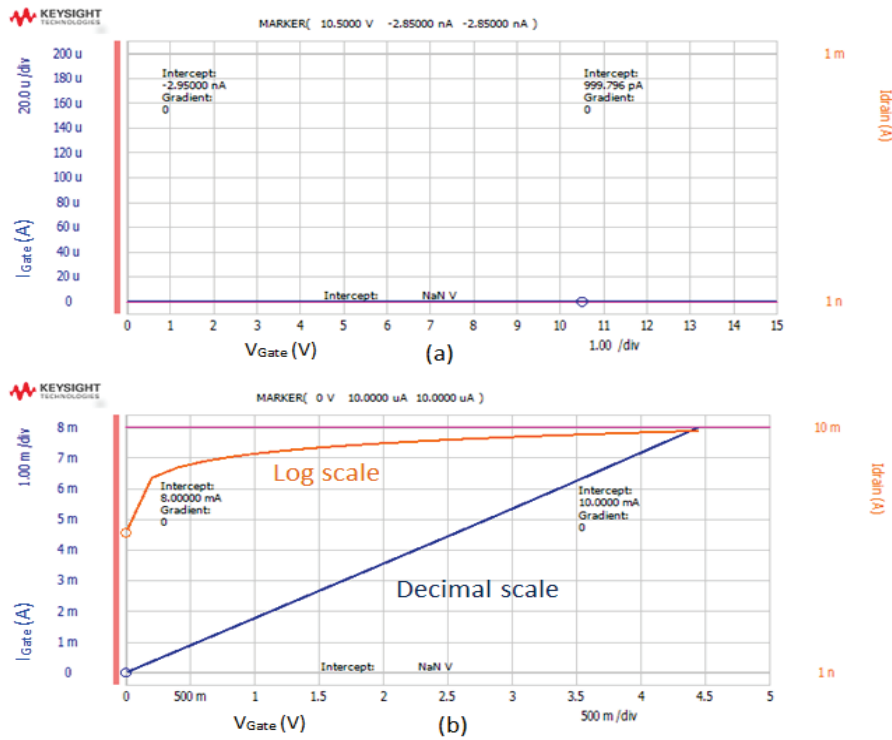 KEYSIGHT
TECHNOLOGIES
MARKER( 10.5000 V -2.85000 nA -2.85000 nA )
20.0 u /div
IGate (A)
200 u
180 u
160 u
140 u
120 u
100 u
80 u
60 u
40 u
20 u
0
Intercept:
-2.95000 nA
Gradient:
0
Intercept:
999.796 pA
Gradient:
0
1 m
Idrain (A)
1 n
Intercept: NaN V
0 1 2 3 4 5 6 7 8 9 10 11 12 13 14 15
VGate (V)
(a)
1.00 /div
KEYSIGHT
TECHNOLOGIES
MARKER( 0 V 10.0000 uA 10.0000 uA )
1.00 m /div
IGate (A)
8 m
7 m
6 m
5 m
4 m
3 m
2 m
1 m
0
Log scale
Intercept:
8.00000 mA
Gradient:
0
Intercept:
10.0000 mA
Gradient:
0
Decimal scale
10 m
Idrain (A)
1 n
Intercept: NaN V
0 500 m 1 1.5 2 2.5 3 3.5 4 4.5 5
VGate (V)
(b)
500 m/div